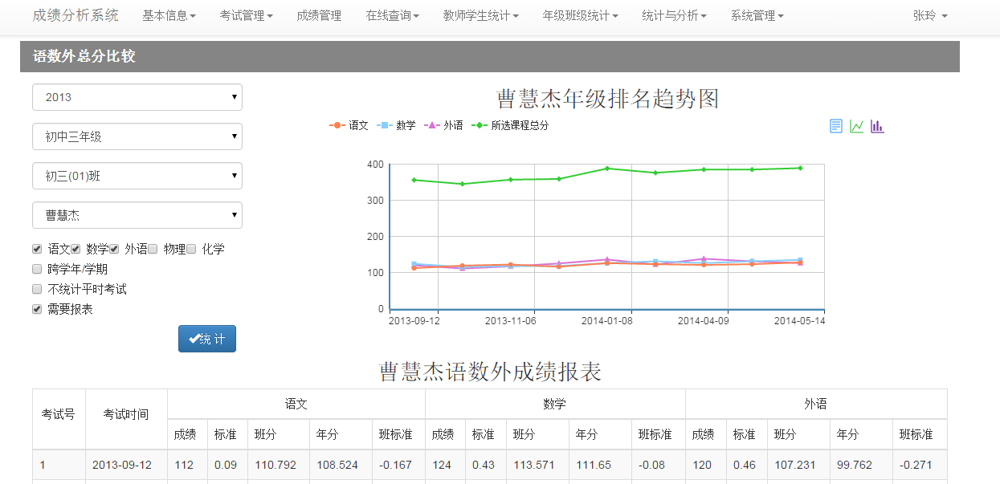 成绩分析系统 基本信息 考试管理 成绩管理 在线查询 教师学生统计 年级班级统计 统计与分析 系统管理 张玲
语数外总分比较
2013
初中三年级
初三(01)班
曹慧杰
语文 数学 外语 物理 化学
跨学年/学期
不统计平时考试
需要报表
统 计
曹慧杰年级排名趋势图
语文 数学 外语 所选课程总分
400
300
200
100
0
2013-09-12 2013-11-06 2014-01-08 2014-04-09 2014-05-14
曹慧杰语数外成绩报表
考试号 考试时间 语文 数学 外语
成绩 标准 班分 年分 班标准 成绩 标准 班分 年分 班标准 成绩 标准 班分 年分 班标准
1 2013-09-12 112 0.09 110.792 108.524 -0.167 124 0.43 113.571 111.65 -0.08 120 0.46 107.231 99.762 -0.271